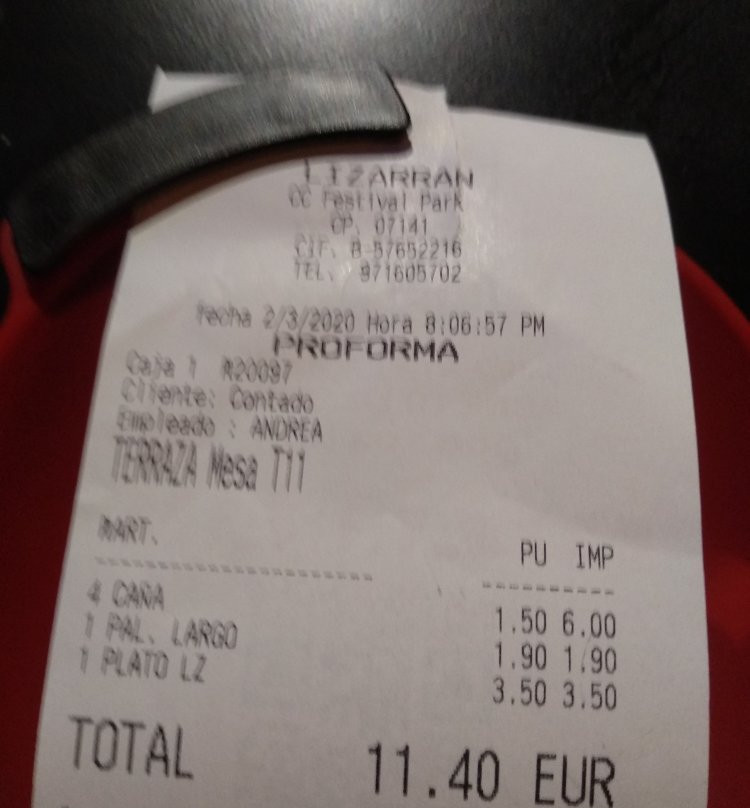 LIZARRAN
CC Festival Park
CP. 07141
CIF. B-57652216
TEL. 971605702
Fecha 2/3/2020 Hora 8:06:57 PM
PROFORMA
Caja 1 A20097
Cliente: Contado
Empleado : ANDREA
TERRAZA Mesa T11
ART. PU IMP
4 CAÑA 1.50 6.00
1 PAL. LARGO 1.90 1.90
1 PLATO LZ 3.50 3.50
TOTAL 11.40 EUR